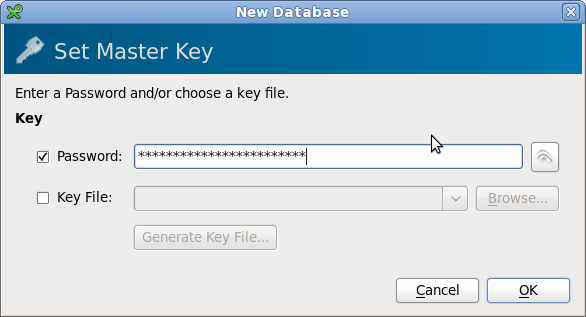 New Database
Set Master Key
Enter a Password and/or choose a key file.
Key
Password: ************************
Key File: Browse...
Generate Key File...
Cancel OK